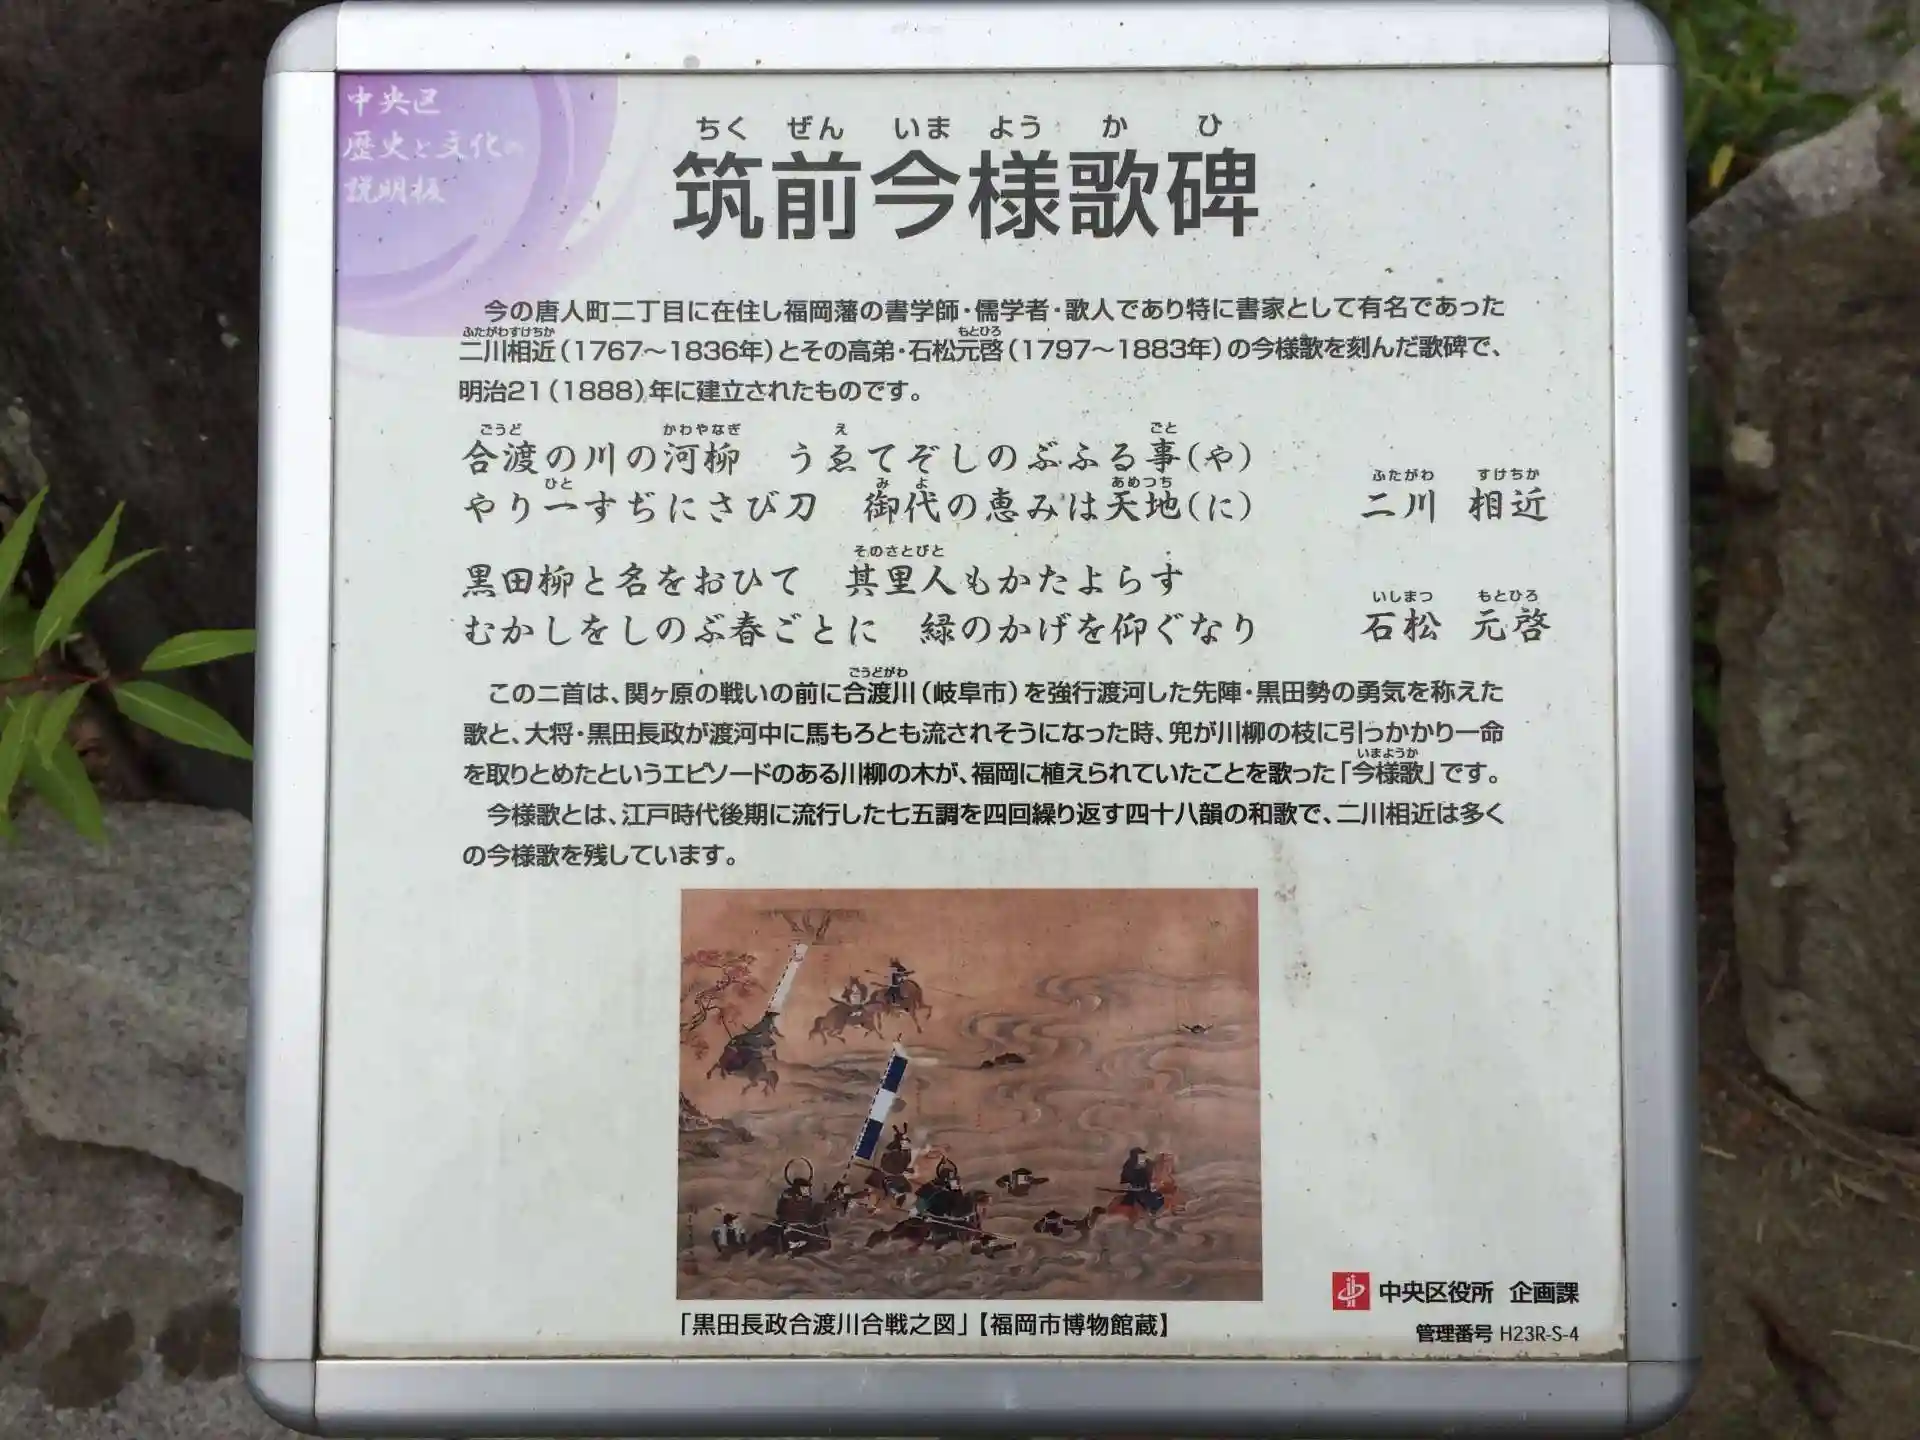 中央区
歴史と文化の
説明板
ちく ぜん いま よう か ひ
筑前今様歌碑
今の唐人町二丁目に在住し福岡藩の書学師・儒学者・歌人であり特に書家として有名であった
ふたがわすけちか もとひろ
二川相近(1767〜1836年)とその高弟・石松元啓(1797〜1883年)の今様歌を刻んだ歌碑で、
明治21(1888)年に建立されたものです。
ごうど かわやなぎ え ごと
合渡の川の河柳 うゑてぞしのぶふる事(や)
ひと み よ あめつち ふたがわ すけちか
やり一すぢにさび刀 御代の恵みは天地(に) 二川 相近
そのさとびと
黒田柳と名をおひて 其里人もかたよらす
いしまつ もとひろ
むかしをしのぶ春ごとに 緑のかげを仰ぐなり 石松 元啓
ごうどがわ
この二首は、関ヶ原の戦いの前に合渡川(岐阜市)を強行渡河した先陣・黒田勢の勇気を称えた
歌と、大将・黒田長政が渡河中に馬もろとも流されそうになった時、兜が川柳の枝に引っかかり一命
いまようか
を取りとめたというエピソードのある川柳の木が、福岡に植えられていたことを歌った「今様歌」です。
今様歌とは、江戸時代後期に流行した七五調を四回繰り返す四十八韻の和歌で、二川相近は多く
の今様歌を残しています。
「黒田長政合渡川合戦之図」【福岡市博物館蔵】
中央区役所 企画課
管理番号 H23R-S-4